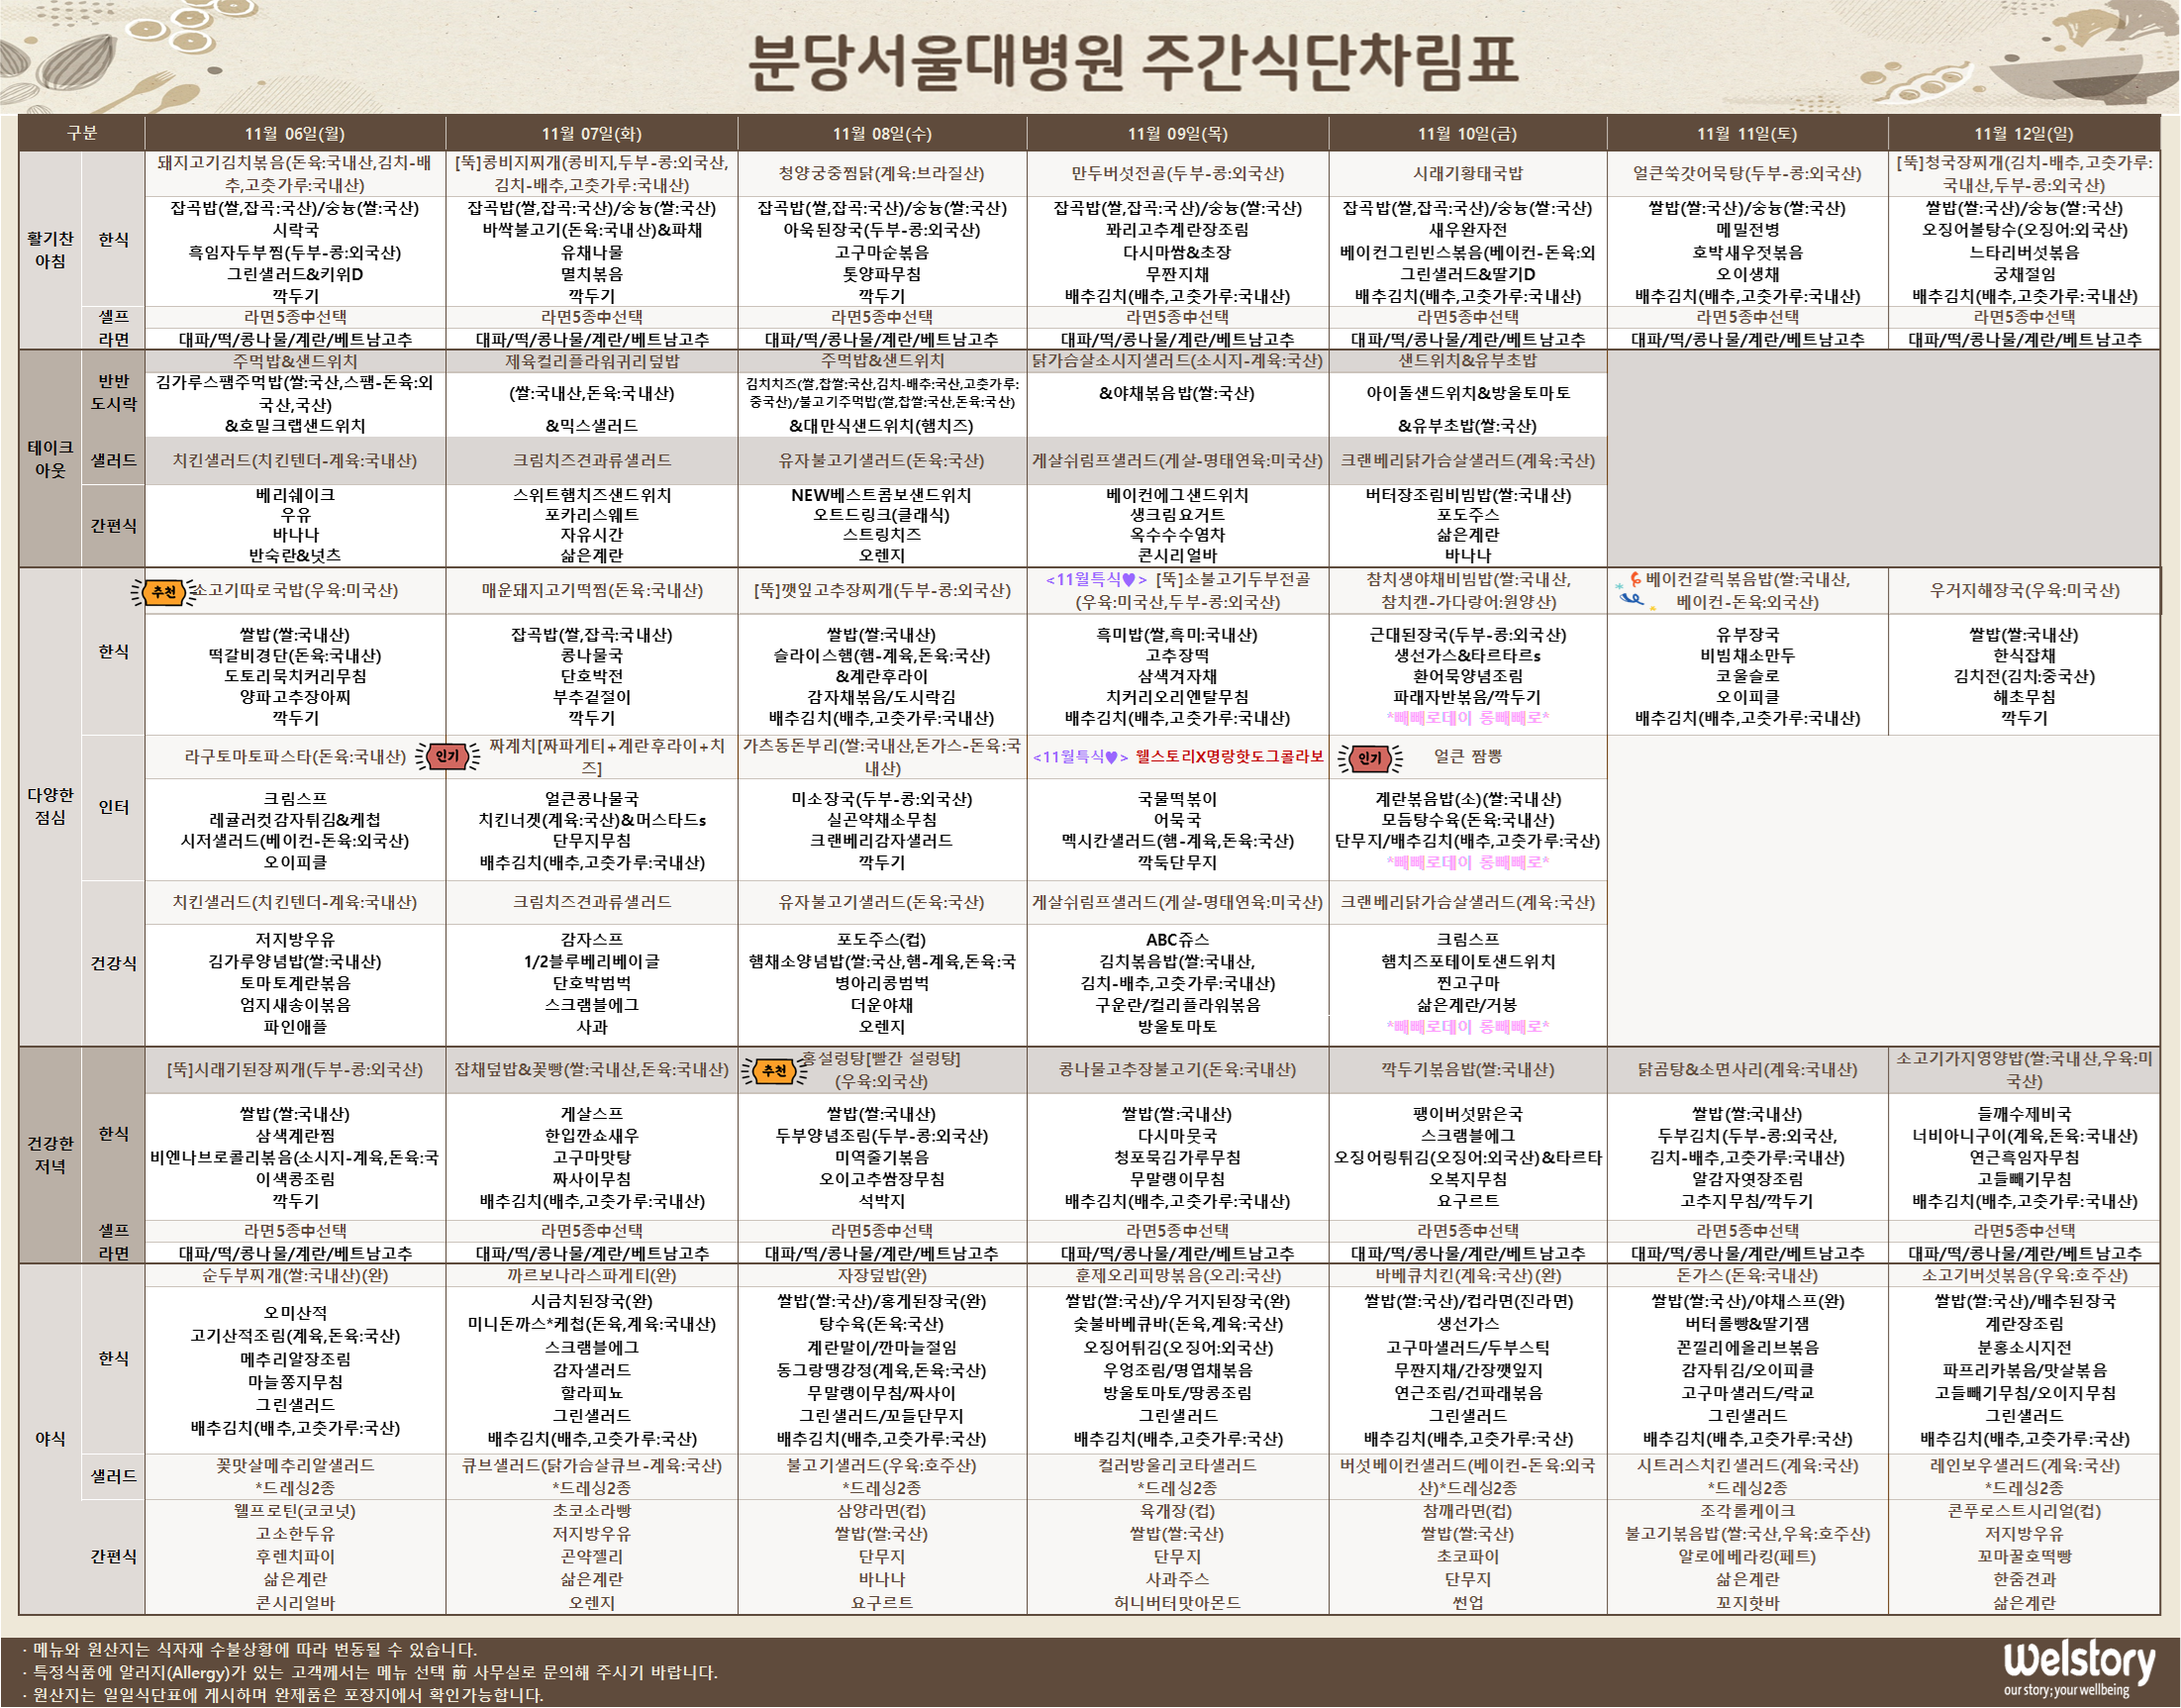 분당서울대병원 주간식단차림표
구분
11월 06일(월)
11월 07일(화)
11월 08일(수)
11월 09일(목)
11월 10일(금)
11월 11일(토)
11월 12일(일)
활기찬
아침
한식
돼지고기김치볶음(돈육:국내산,김치-배
추,고춧가루:국내산)
잡곡밥(쌀,잡곡:국산)/숭늉(쌀:국산)
시락국
흑임자두부찜(두부-콩:외국산)
그린샐러드&키위D
깍두기
[뚝]콩비지찌개(콩비지,두부-콩:외국산,
김치-배추,고춧가루:국내산)
잡곡밥(쌀,잡곡:국산)/숭늉(쌀:국산)
바싹불고기(돈육:국내산)&파채
유채나물
멸치볶음
깍두기
청양궁중찜닭(계육:브라질산)
잡곡밥(쌀,잡곡:국산)/숭늉(쌀:국산)
아욱된장국(두부-콩:외국산)
고구마순볶음
톳양파무침
깍두기
만두버섯전골(두부-콩:외국산)
잡곡밥(쌀,잡곡:국산)/숭늉(쌀:국산)
꽈리고추계란장조림
다시마쌈&초장
무짠지채
배추김치(배추,고춧가루:국내산)
시래기황태국밥
잡곡밥(쌀,잡곡:국산)/숭늉(쌀:국산)
새우완자전
베이컨그린빈스볶음(베이컨-돈육:외
그린샐러드&딸기D
배추김치(배추,고춧가루:국내산)
얼큰쑥갓어묵탕(두부-콩:외국산)
쌀밥(쌀:국산)/숭늉(쌀:국산)
메밀전병
호박새우젓볶음
오이생채
배추김치(배추,고춧가루:국내산)
[뚝]청국장찌개(김치-배추,고춧가루:
국내산,두부-콩:외국산)
쌀밥(쌀:국산)/숭늉(쌀:국산)
오징어볼탕수(오징어:외국산)
느타리버섯볶음
궁채절임
배추김치(배추,고춧가루:국내산)
셀프
라면
라면5종中선택
대파/떡/콩나물/계란/베트남고추
라면5종中선택
대파/떡/콩나물/계란/베트남고추
라면5종中선택
대파/떡/콩나물/계란/베트남고추
라면5종中선택
대파/떡/콩나물/계란/베트남고추
라면5종中선택
대파/떡/콩나물/계란/베트남고추
라면5종中선택
대파/떡/콩나물/계란/베트남고추
라면5종中선택
대파/떡/콩나물/계란/베트남고추
테이크
아웃
반반
도시락
주먹밥&샌드위치
김가루스팸주먹밥(쌀:국산,스팸-돈육:외
국산,국산)
&호밀크랩샌드위치
제육컬리플라워귀리덮밥
(쌀:국내산,돈육:국내산)
&믹스샐러드
주먹밥&샌드위치
김치치즈(쌀,찹쌀:국산,김치-배추:국산,고춧가루:
중국산)/불고기주먹밥(쌀,찹쌀:국산,돈육:국산)
&대만식샌드위치(햄치즈)
닭가슴살소시지샐러드(소시지-계육:국산)
&야채볶음밥(쌀:국산)
샌드위치&유부초밥
아이돌샌드위치&방울토마토
&유부초밥(쌀:국산)
샐러드
치킨샐러드(치킨텐더-계육:국내산)
크림치즈견과류샐러드
유자불고기샐러드(돈육:국산)
게살쉬림프샐러드(게살-명태연육:미국산)
크랜베리닭가슴살샐러드(계육:국산)
간편식
베리쉐이크
우유
바나나
반숙란&넛츠
스위트햄치즈샌드위치
포카리스웨트
자유시간
삶은계란
NEW베스트콤보샌드위치
오트드링크(클래식)
스트링치즈
오렌지
베이컨에그샌드위치
생크림요거트
옥수수수염차
콘시리얼바
버터장조림비빔밥(쌀:국내산)
포도주스
삶은계란
바나나
다양한
점심
한식
추천
소고기따로국밥(우육:미국산)
쌀밥(쌀:국내산)
떡갈비경단(돈육:국내산)
도토리묵치커리무침
양파고추장아찌
깍두기
매운돼지고기떡찜(돈육:국내산)
잡곡밥(쌀,잡곡:국내산)
콩나물국
단호박전
부추겉절이
깍두기
[뚝]깻잎고추장찌개(두부-콩:외국산)
쌀밥(쌀:국내산)
슬라이스햄(햄-계육,돈육:국산)
&계란후라이
감자채볶음/도시락김
배추김치(배추,고춧가루:국내산)
<11월특식♥> [뚝]소불고기두부전골
(우육:미국산,두부-콩:외국산)
흑미밥(쌀,흑미:국내산)
고추장떡
삼색겨자채
치커리오리엔탈무침
배추김치(배추,고춧가루:국내산)
참치생야채비빔밥(쌀:국내산,
참치캔-가다랑어:원양산)
근대된장국(두부-콩:외국산)
생선가스&타르타르s
환어묵양념조림
파래자반볶음/깍두기
*빼빼로데이 롱빼빼로*
베이컨갈릭볶음밥(쌀:국내산,
베이컨-돈육:외국산)
유부장국
비빔채소만두
코울슬로
오이피클
배추김치(배추,고춧가루:국내산)
우거지해장국(우육:미국산)
쌀밥(쌀:국내산)
한식잡채
김치전(김치:중국산)
해초무침
깍두기
인터
라구토마토파스타(돈육:국내산)
크림스프
레귤러컷감자튀김&케첩
시저샐러드(베이컨-돈육:외국산)
오이피클
인기
짜계치[짜파게티+계란후라이+치
즈]
얼큰콩나물국
치킨너겟(계육:국산)&머스타드s
단무지무침
배추김치(배추,고춧가루:국내산)
가츠동돈부리(쌀:국내산,돈가스-돈육:국
내산)
미소장국(두부-콩:외국산)
실곤약채소무침
크랜베리감자샐러드
깍두기
<11월특식♥> 웰스토리X명랑핫도그콜라보
국물떡볶이
어묵국
멕시칸샐러드(햄-계육,돈육:국산)
깍둑단무지
인기
얼큰 짬뽕
계란볶음밥(소)(쌀:국내산)
모듬탕수육(돈육:국내산)
단무지/배추김치(배추,고춧가루:국산)
*빼빼로데이 롱빼빼로*
건강식
치킨샐러드(치킨텐더-계육:국내산)
저지방우유
김가루양념밥(쌀:국내산)
토마토계란볶음
엄지새송이볶음
파인애플
크림치즈견과류샐러드
감자스프
1/2블루베리베이글
단호박범벅
스크램블에그
사과
유자불고기샐러드(돈육:국산)
포도주스(컵)
햄채소양념밥(쌀:국산,햄-계육,돈육:국
병아리콩범벅
더운야채
오렌지
게살쉬림프샐러드(게살-명태연육:미국산)
ABC쥬스
김치볶음밥(쌀:국내산,
김치-배추,고춧가루:국내산)
구운란/컬리플라워볶음
방울토마토
크랜베리닭가슴살샐러드(계육:국산)
크림스프
햄치즈포테이토샌드위치
찐고구마
삶은계란/거봉
*빼빼로데이 롱빼빼로*
건강한
저녁
한식
[뚝]시래기된장찌개(두부-콩:외국산)
쌀밥(쌀:국내산)
삼색계란찜
비엔나브로콜리볶음(소시지-계육,돈육:국
이색콩조림
깍두기
잡채덮밥&꽃빵(쌀:국내산,돈육:국내산)
게살스프
한입깐쇼새우
고구마맛탕
짜사이무침
배추김치(배추,고춧가루:국내산)
추천
홍설렁탕[빨간 설렁탕]
(우육:외국산)
쌀밥(쌀:국내산)
두부양념조림(두부-콩:외국산)
미역줄기볶음
오이고추쌈장무침
석박지
콩나물고추장불고기(돈육:국내산)
쌀밥(쌀:국내산)
다시마뭇국
청포묵김가루무침
무말랭이무침
배추김치(배추,고춧가루:국내산)
깍두기볶음밥(쌀:국내산)
팽이버섯맑은국
스크램블에그
오징어링튀김(오징어:외국산)&타르타
오복지무침
요구르트
닭곰탕&소면사리(계육:국내산)
쌀밥(쌀:국내산)
두부김치(두부-콩:외국산,
김치-배추,고춧가루:국내산)
알감자엿장조림
고추지무침/깍두기
소고기가지영양밥(쌀:국내산,우육:미
국산)
들깨수제비국
너비아니구이(계육,돈육:국내산)
연근흑임자무침
고들빼기무침
배추김치(배추,고춧가루:국내산)
셀프
라면
라면5종中선택
대파/떡/콩나물/계란/베트남고추
라면5종中선택
대파/떡/콩나물/계란/베트남고추
라면5종中선택
대파/떡/콩나물/계란/베트남고추
라면5종中선택
대파/떡/콩나물/계란/베트남고추
라면5종中선택
대파/떡/콩나물/계란/베트남고추
라면5종中선택
대파/떡/콩나물/계란/베트남고추
라면5종中선택
대파/떡/콩나물/계란/베트남고추
야식
한식
순두부찌개(쌀:국내산)(완)
오미산적
고기산적조림(계육,돈육:국산)
메추리알장조림
마늘쫑지무침
그린샐러드
배추김치(배추,고춧가루:국산)
까르보나라스파게티(완)
시금치된장국(완)
미니돈까스*케첩(돈육,계육:국내산)
스크램블에그
감자샐러드
할라피뇨
그린샐러드
배추김치(배추,고춧가루:국산)
자장덮밥(완)
쌀밥(쌀:국산)/홍게된장국(완)
탕수육(돈육:국산)
계란말이/깐마늘절임
동그랑땡강정(계육,돈육:국산)
무말랭이무침/짜사이
그린샐러드/꼬들단무지
배추김치(배추,고춧가루:국산)
훈제오리피망볶음(오리:국산)
쌀밥(쌀:국산)/우거지된장국(완)
숯불바베큐바(돈육,계육:국산)
오징어튀김(오징어:외국산)
우엉조림/명엽채볶음
방울토마토/땅콩조림
그린샐러드
배추김치(배추,고춧가루:국산)
바베큐치킨(계육:국산)(완)
쌀밥(쌀:국산)/컵라면(진라면)
생선가스
고구마샐러드/두부스틱
무짠지채/간장깻잎지
연근조림/건파래볶음
그린샐러드
배추김치(배추,고춧가루:국산)
돈가스(돈육:국내산)
쌀밥(쌀:국산)/야채스프(완)
버터롤빵&딸기잼
꼰낄리에올리브볶음
감자튀김/오이피클
고구마샐러드/락교
그린샐러드
배추김치(배추,고춧가루:국산)
소고기버섯볶음(우육:호주산)
쌀밥(쌀:국산)/배추된장국
계란장조림
분홍소시지전
파프리카볶음/맛살볶음
고들빼기무침/오이지무침
그린샐러드
배추김치(배추,고춧가루:국산)
샐러드
꽃맛살메추리알샐러드
*드레싱2종
큐브샐러드(닭가슴살큐브-계육:국산)
*드레싱2종
불고기샐러드(우육:호주산)
*드레싱2종
컬러방울리코타샐러드
*드레싱2종
버섯베이컨샐러드(베이컨-돈육:외국
산)*드레싱2종
시트러스치킨샐러드(계육:국산)
*드레싱2종
레인보우샐러드(계육:국산)
*드레싱2종
간편식
웰프로틴(코코넛)
고소한두유
후렌치파이
삶은계란
콘시리얼바
초코소라빵
저지방우유
곤약젤리
삶은계란
오렌지
삼양라면(컵)
쌀밥(쌀:국산)
단무지
바나나
요구르트
육개장(컵)
쌀밥(쌀:국산)
단무지
사과주스
허니버터맛아몬드
참깨라면(컵)
쌀밥(쌀:국산)
초코파이
단무지
썬업
조각롤케이크
불고기볶음밥(쌀:국산,우육:호주산)
알로에베라킹(페트)
삶은계란
꼬지핫바
콘푸로스트시리얼(컵)
저지방우유
꼬마꿀호떡빵
한줌견과
삶은계란
· 메뉴와 원산지는 식자재 수불상황에 따라 변동될 수 있습니다.
· 특정식품에 알러지(Allergy)가 있는 고객께서는 메뉴 선택 前 사무실로 문의해 주시기 바랍니다.
· 원산지는 일일식단표에 게시하며 완제품은 포장지에서 확인가능합니다.
welstory
our story; your wellbeing